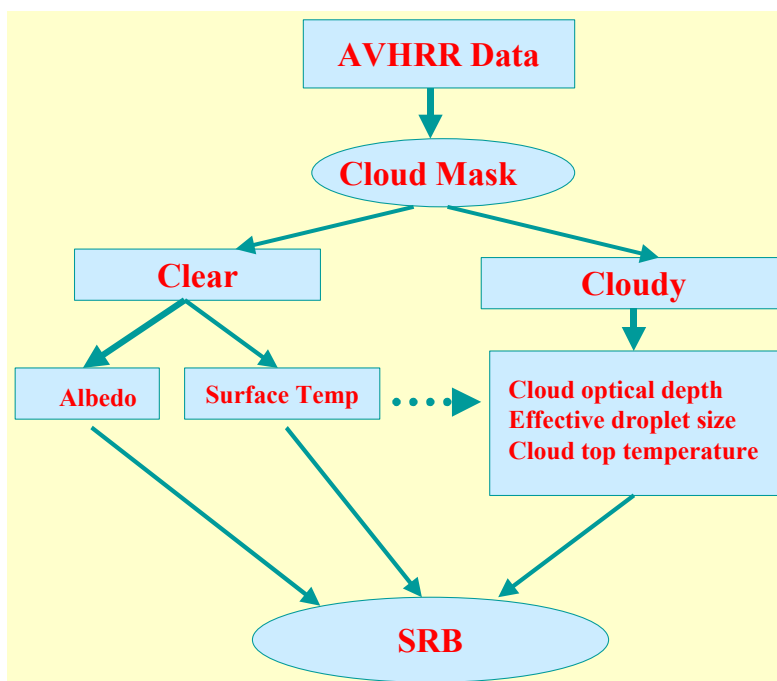 AVHRR Data
Cloud Mask
Clear
Cloudy
Albedo
Surface Temp
Cloud optical depth
Effective droplet size
Cloud top temperature
SRB